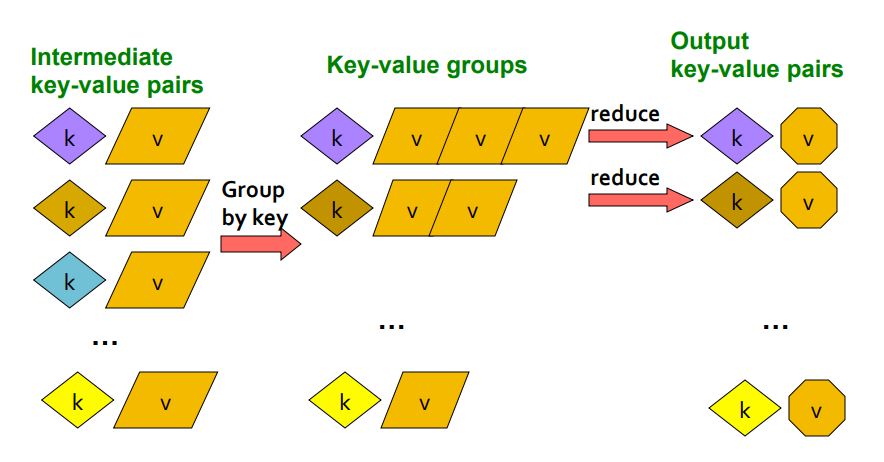 Intermediate
key-value pairs
Key-value groups
Output
key-value pairs
k v
k v v v
reduce
k v
k v
Group
by key
k v v
reduce
k v
k v
...
...
...
k v
k v
k v